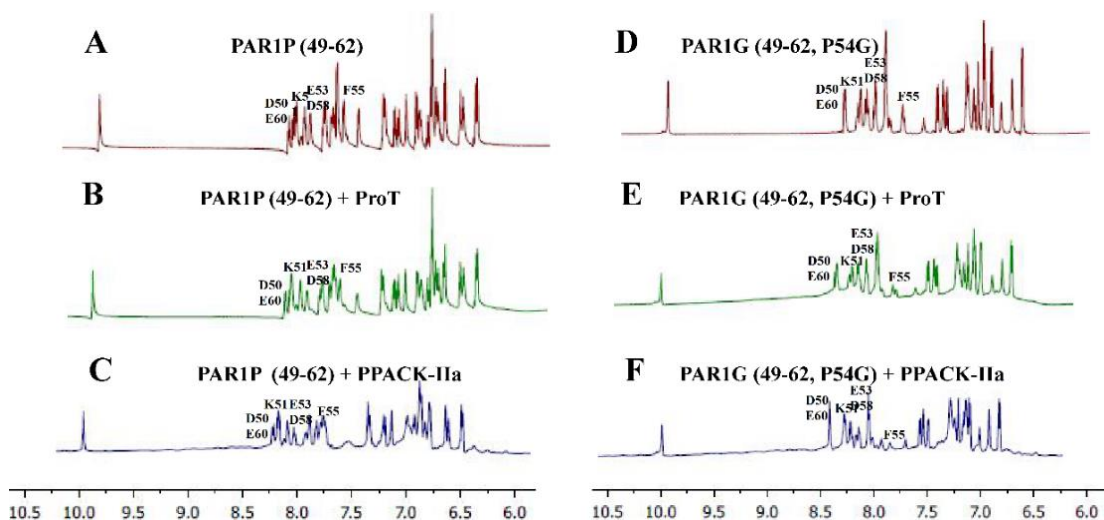 A
PAR1P (49-62)
D50
E60
K5
E53
D58
F55
B
PAR1P (49-62) + ProT
D50
E60
K51
E53
D58
F55
C
PAR1P (49-62) + PPACK-IIa
D50
E60
K51
E53
D58
F55
10.5 10.0 9.5 9.0 8.5 8.0 7.5 7.0 6.5 6.0
D
PAR1G (49-62, P54G)
D50
E60
K51
E53
D58
F55
E
PAR1G (49-62, P54G) + ProT
D50
E60
K51
E53
D58
F55
F
PAR1G (49-62, P54G) + PPACK-IIa
D50
E60
K51
E53
D58
F55
10.5 10.0 9.5 9.0 8.5 8.0 7.5 7.0 6.5 6.0